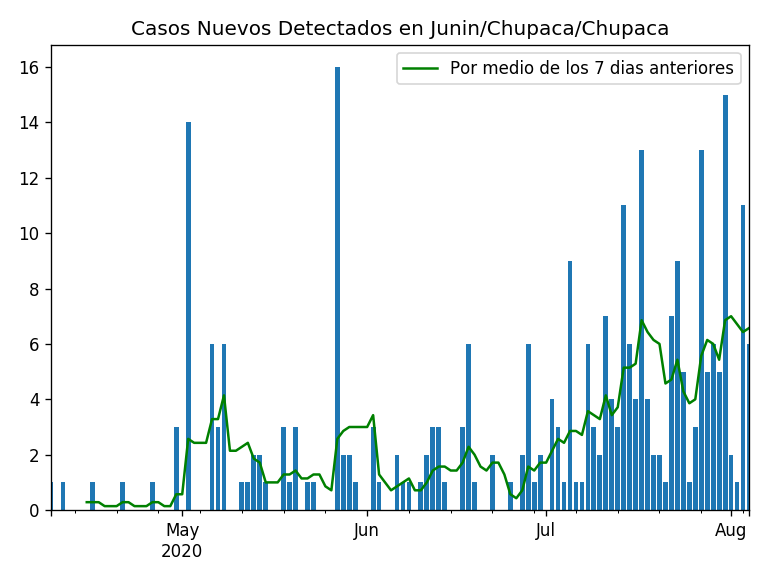 Casos Nuevos Detectados en Junin/Chupaca/Chupaca
Por medio de los 7 dias anteriores
16
14
12
10
8
6
4
2
0
May
2020
Jun
Jul
Aug